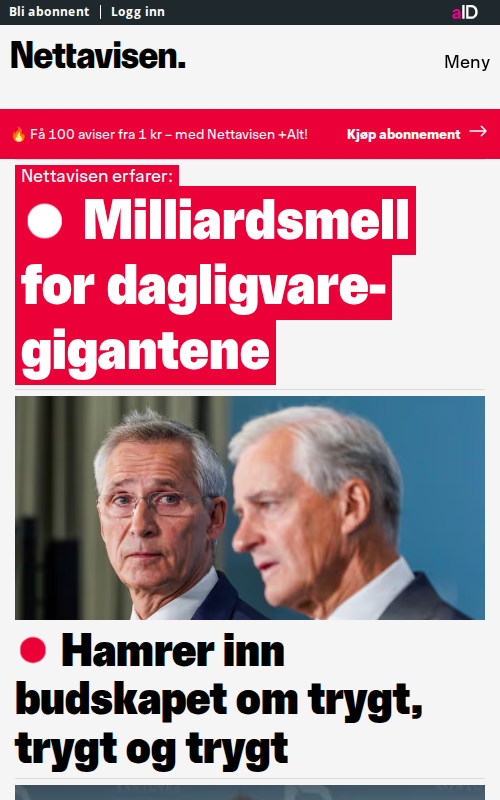 Bli abonnent
Logg inn
aID
Nettavisen.
Meny
🔥 Få 100 aviser fra 1 kr – med Nettavisen +Alt!
Kjøp abonnement →
Nettavisen erfarer:
Milliardsmell
for dagligvare-
gigantene
Hamrer inn
budskapet om trygt,
trygt og trygt